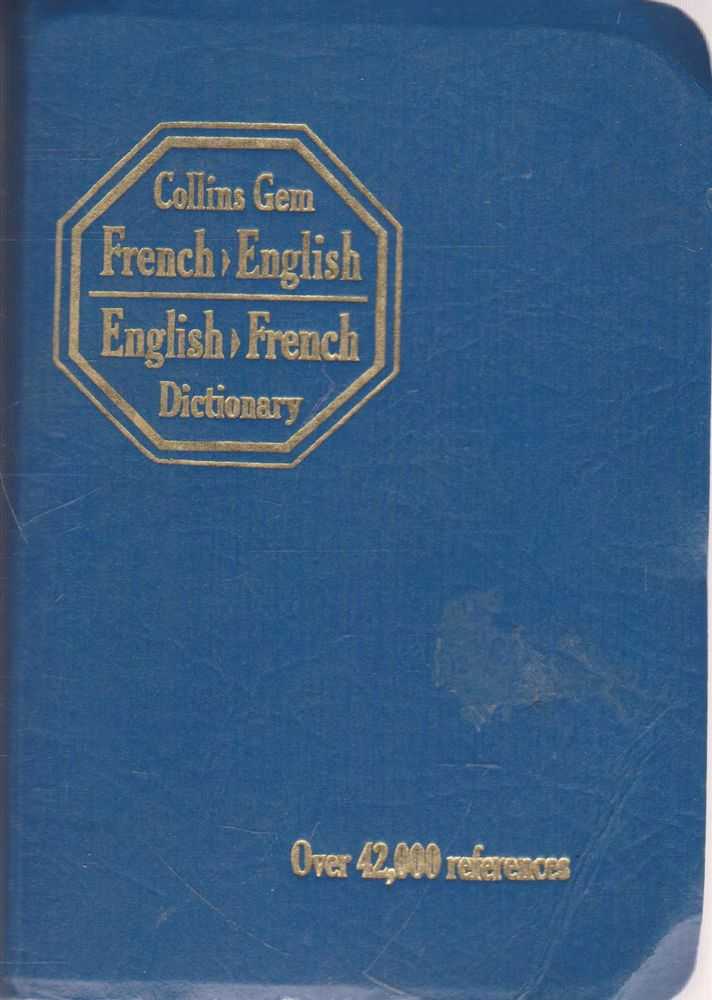 Collins Gem
French › English
English › French
Dictionary
Over 42,000 references